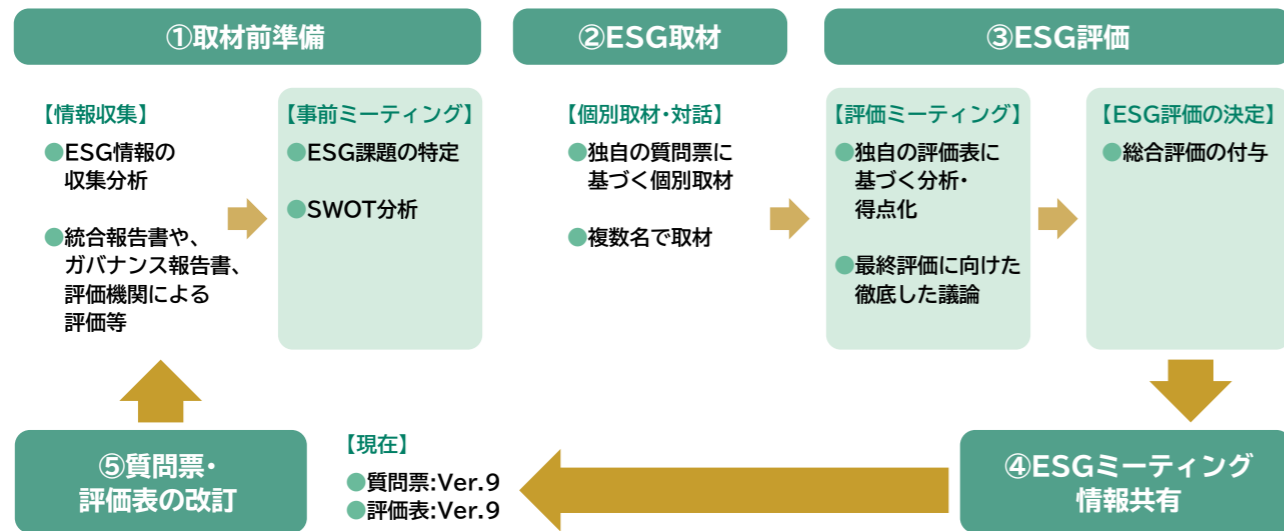 ①取材前準備
【情報収集】
●ESG情報の
収集分析
●統合報告書や、
ガバナンス報告書、
評価機関による
評価等
【事前ミーティング】
●ESG課題の特定
●SWOT分析
②ESG取材
【個別取材・対話】
●独自の質問票に
基づく個別取材
●複数名で取材
③ESG評価
【評価ミーティング】
●独自の評価表に
基づく分析・
得点化
●最終評価に向けた
徹底した議論
【ESG評価の決定】
●総合評価の付与
④ESGミーティング
情報共有
【現在】
●質問票:Ver.9
●評価表:Ver.9
⑤質問票・
評価表の改訂